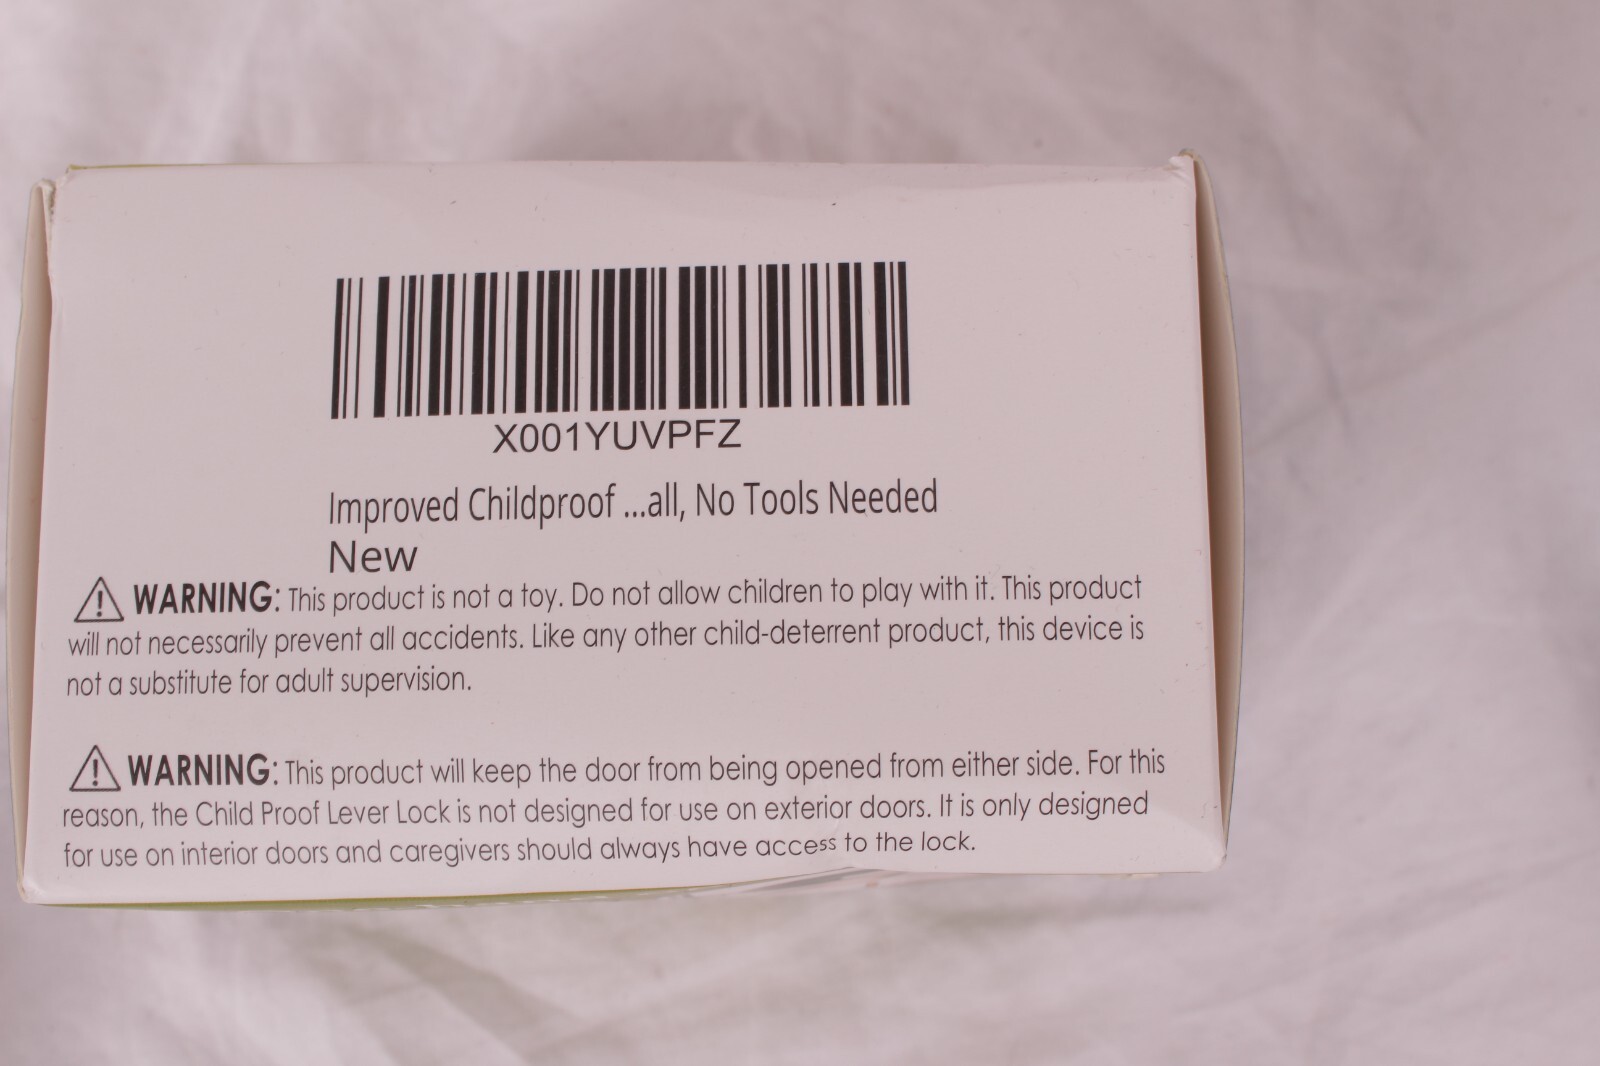 X001YUVPFZ
Improved Childproof ...all, No Tools Needed
New
WARNING: This product is not a toy. Do not allow children to play with it. This product
will not necessarily prevent all accidents. Like any other child-deterrent product, this device is
not a substitute for adult supervision.
WARNING: This product will keep the door from being opened from either side. For this
reason, the Child Proof Lever Lock is not designed for use on exterior doors. It is only designed
for use on interior doors and caregivers should always have access to the lock.